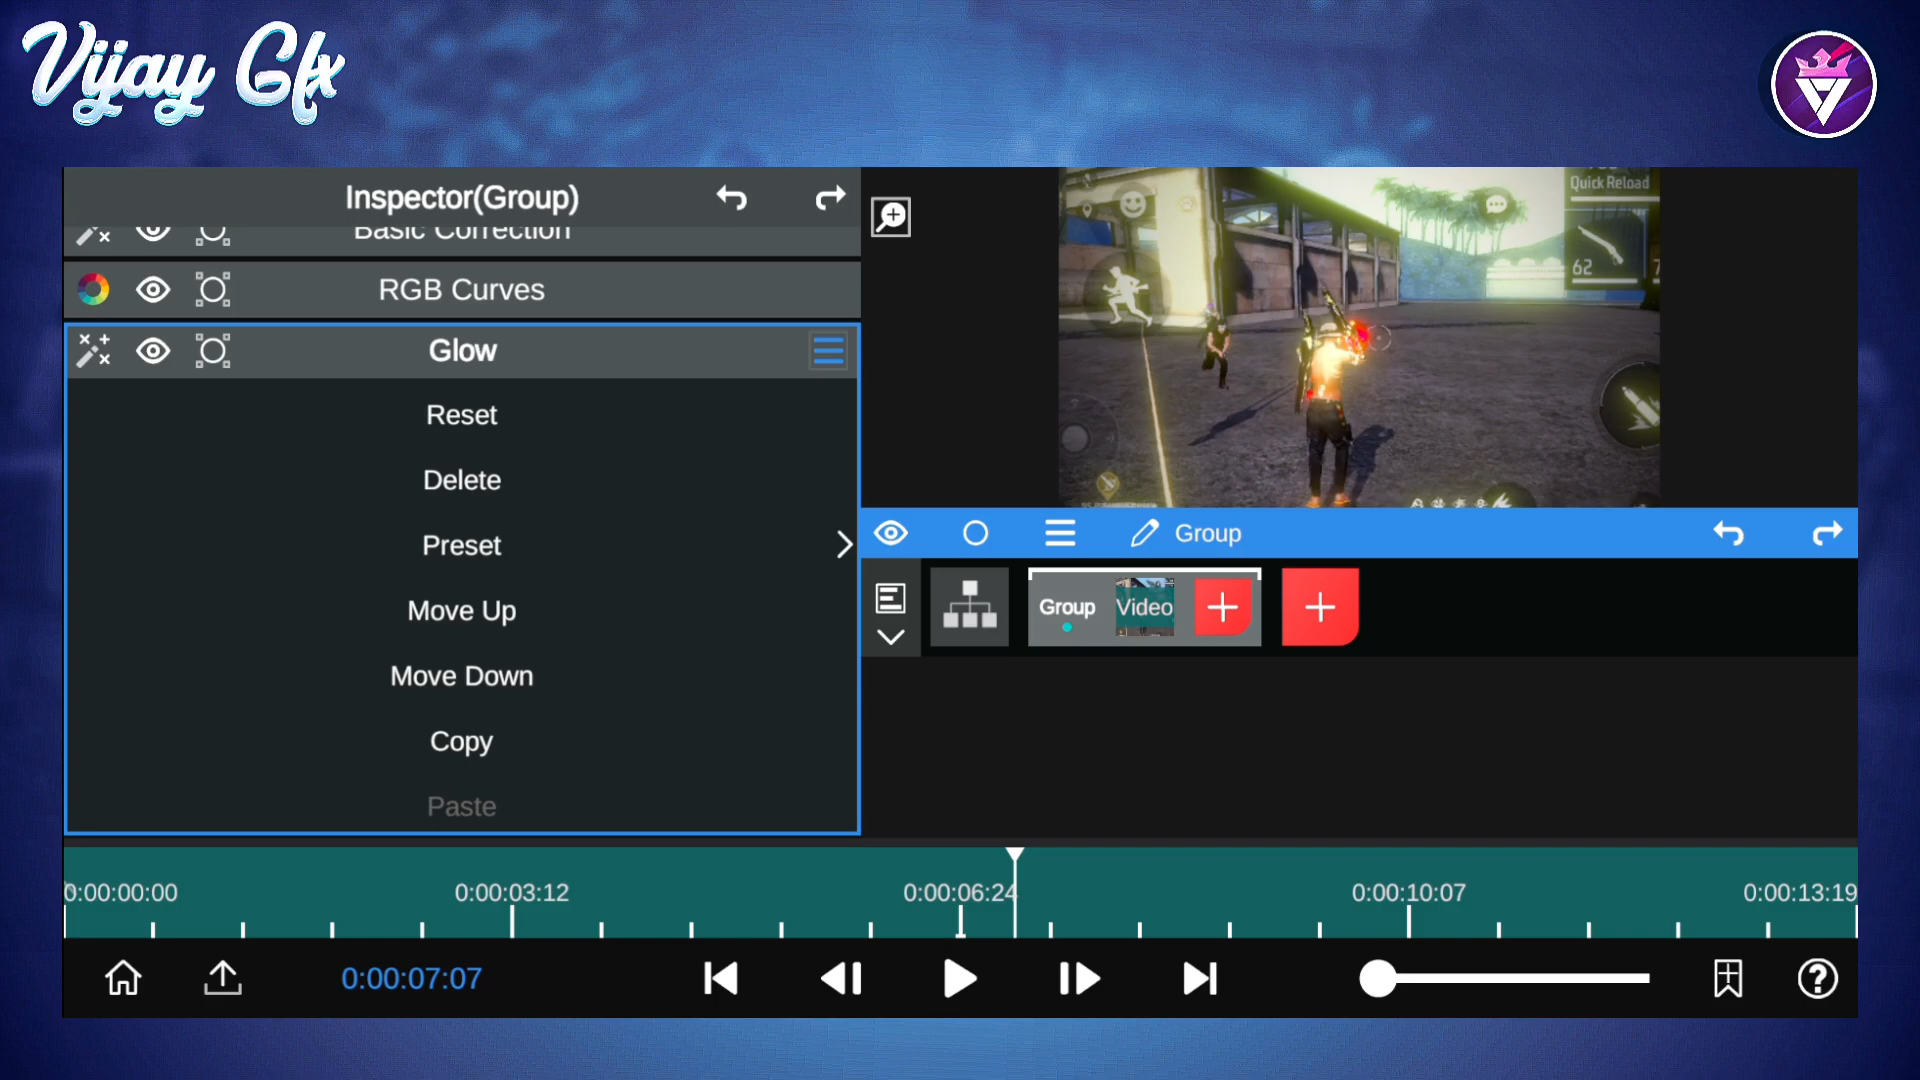 Vijay Gfx
Inspector(Group)
Basic Correction
RGB Curves
Glow
Reset
Delete
Preset
Move Up
Move Down
Copy
Paste
Quick Reload
62
Group
Group
Video
0:00:00:00
0:00:03:12
0:00:06:24
0:00:10:07
0:00:13:19
0:00:07:07